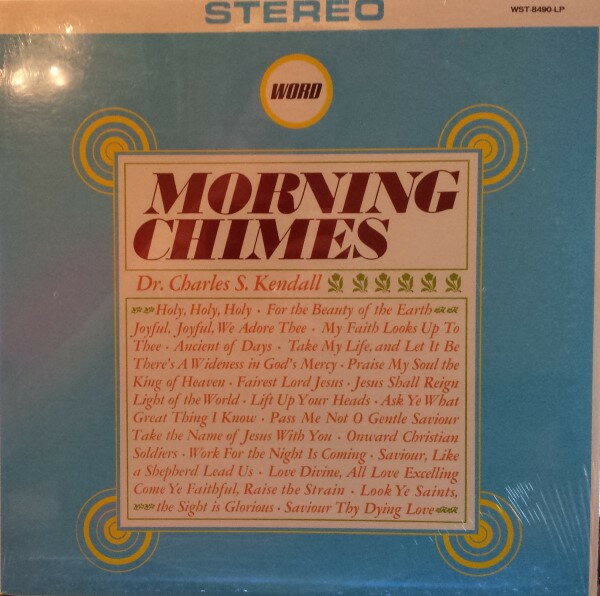 STEREO
WST-8490-LP
WORD
MORNING
CHIMES
Dr. Charles S. Kendall
Holy, Holy, Holy · For the Beauty of the Earth
Joyful, Joyful, We Adore Thee · My Faith Looks Up To
Thee · Ancient of Days · Take My Life, and Let It Be
There's A Wideness in God's Mercy · Praise My Soul the
King of Heaven · Fairest Lord Jesus · Jesus Shall Reign
Light of the World · Lift Up Your Heads · Ask Ye What
Great Thing I Know · Pass Me Not O Gentle Saviour
Take the Name of Jesus With You · Onward Christian
Soldiers · Work For the Night Is Coming · Saviour, Like
a Shepherd Lead Us · Love Divine, All Love Excelling
Come Ye Faithful, Raise the Strain · Look Ye Saints,
the Sight is Glorious · Saviour Thy Dying Love